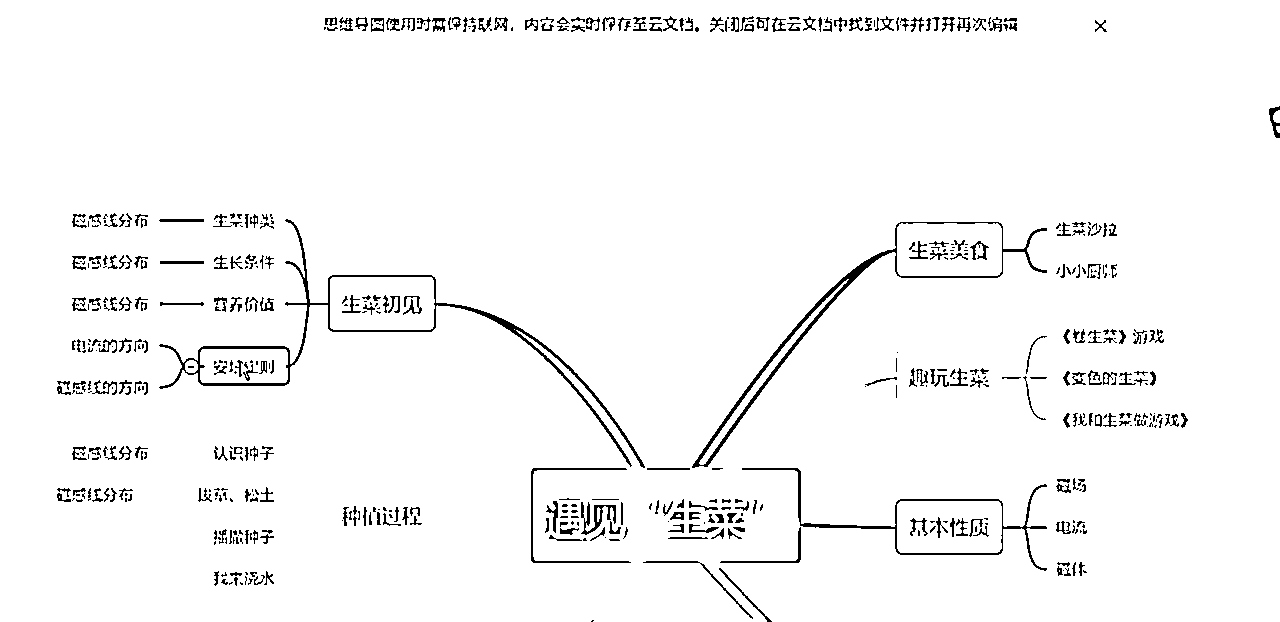 思维导图使用时需保持联网，内容会实时保存至云文档。关闭后可在云文档中找到文件并打开再次编辑
磁感线分布
生菜种类
磁感线分布
生长条件
磁感线分布
营养价值
电流的方向
磁感线的方向
生菜初见
磁感线分布
认识种子
磁感线分布
拔草、松土
播撒种子
我来浇水
种植过程
遇见“生菜”
生菜美食
生菜沙拉
小小厨师
趣玩生菜
《卷生菜》游戏
《变色的生菜》
《我和生菜做游戏》
基本性质
磁场
电流
磁体